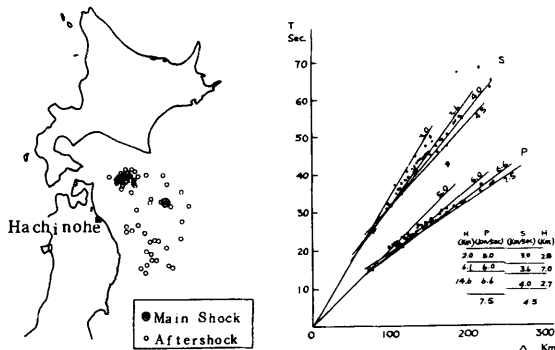 Hachinohe
Main Shock
Aftershock
T
Sec.
70
60
50
40
30
20
10
0
100
200
300
Δ Km
S
3.0
3.6
4.0
4.5
P
5.0
6.0
6.6
7.5
H P S H
(Km) (Km/sec) (Km/sec) (Km)
2.0 5.0 3.0 2.8
6.1 6.0 3.6 7.0
14.6 6.6 4.0 2.7
7.5 4.5